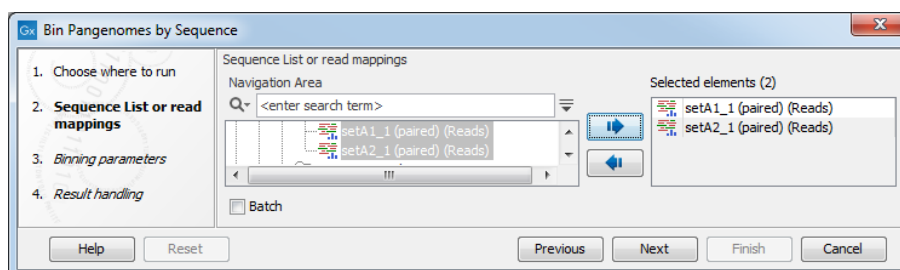 Gx Bin Pangenomes by Sequence
1. Choose where to run
2. Sequence List or read
mappings
3. Binning parameters
4. Result handling
Sequence List or read mappings
Navigation Area
<enter search term>
setA1_1 (paired) (Reads)
setA2_1 (paired) (Reads)
Batch
Selected elements (2)
setA1_1 (paired) (Reads)
setA2_1 (paired) (Reads)
Help
Reset
Previous
Next
Finish
Cancel